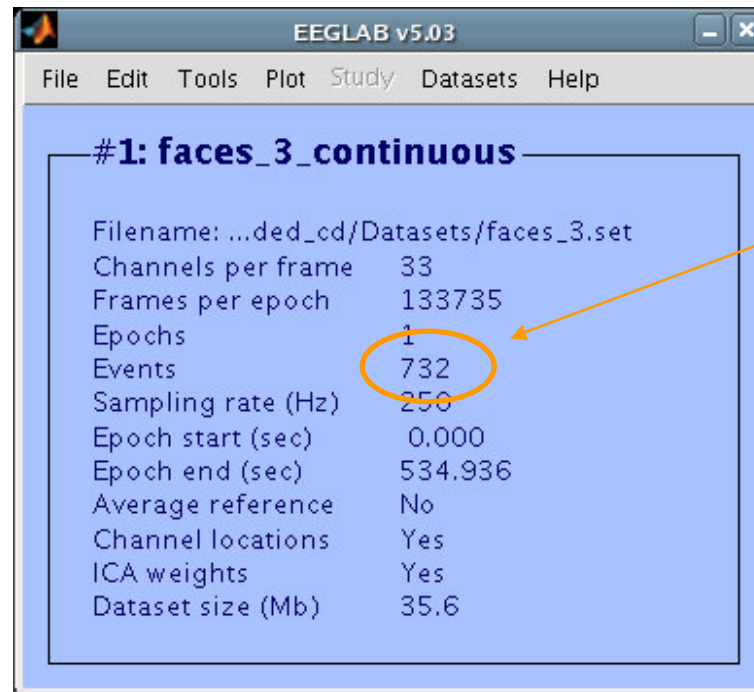 EEGLAB v5.03
File Edit Tools Plot Study Datasets Help
#1: faces_3_continuous
Filename: ...ded_cd/Datasets/faces_3.set
Channels per frame 33
Frames per epoch 133735
Epochs 1
Events 732
Sampling rate (Hz) 250
Epoch start (sec) 0.000
Epoch end (sec) 534.936
Average reference No
Channel locations Yes
ICA weights Yes
Dataset size (Mb) 35.6